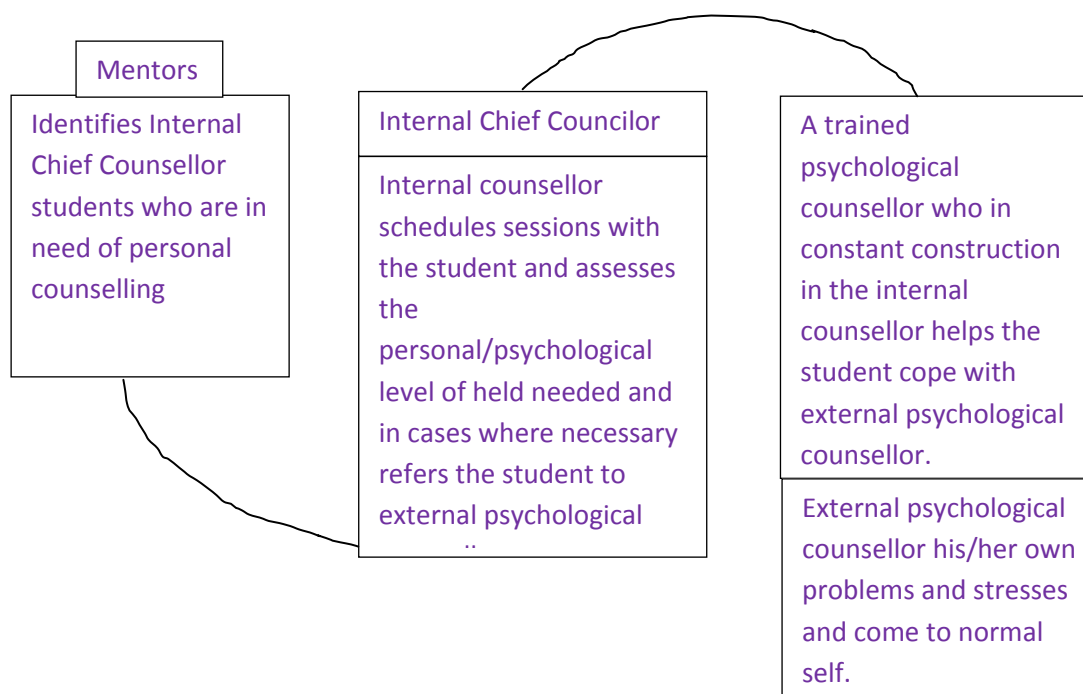 Mentors
Identifies Internal
Chief Counsellor
students who are in
need of personal
counselling
Internal Chief Councilor
Internal counsellor
schedules sessions with
the student and assesses
the
personal/psychological
level of held needed and
in cases where necessary
refers the student to
external psychological
A trained
psychological
counsellor who in
constant construction
in the internal
counsellor helps the
student cope with
external psychological
counsellor.
External psychological
counsellor his/her own
problems and stresses
and come to normal
self.